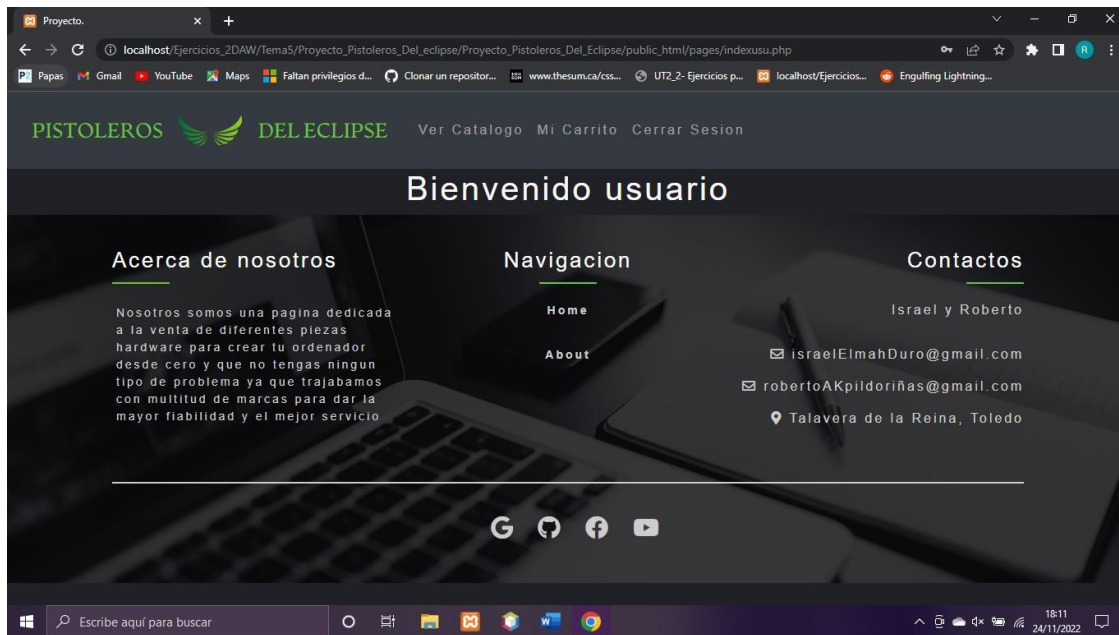 Proyecto.
localhost/Ejercicios_2DAW/Tema5/Proyecto_Pistoleros_Del_eclipse/Proyecto_Pistoleros_Del_Eclipse/public_html/pages/indexusu.php
R
Papas Gmail YouTube Maps Faltan privilegios d... Clonar un repositor... www.thesum.ca/css... UT2_2- Ejercicios p... localhost/Ejercicios... Engulfing Lightning...
PISTOLEROS DEL ECLIPSE Ver Catalogo Mi Carrito Cerrar Sesion
Bienvenido usuario
Acerca de nosotros
Nosotros somos una pagina dedicada
a la venta de diferentes piezas
hardware para crear tu ordenador
desde cero y que no tengas ningun
tipo de problema ya que trajabamos
con multitud de marcas para dar la
mayor fiabilidad y el mejor servicio
Navigacion
Home
About
Contactos
Israel y Roberto
israelElmahDuro@gmail.com
robertoAKpildoriñas@gmail.com
Talavera de la Reina, Toledo
Escribe aquí para buscar
18:11
24/11/2022